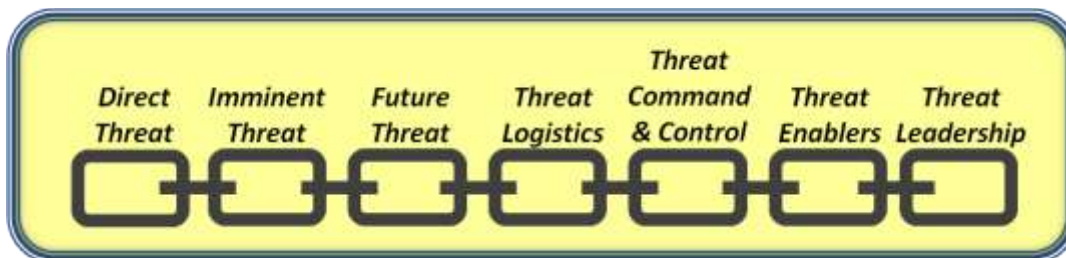 Direct
Threat
Imminent
Threat
Future
Threat
Threat
Logistics
Threat
Command
& Control
Threat
Enablers
Threat
Leadership